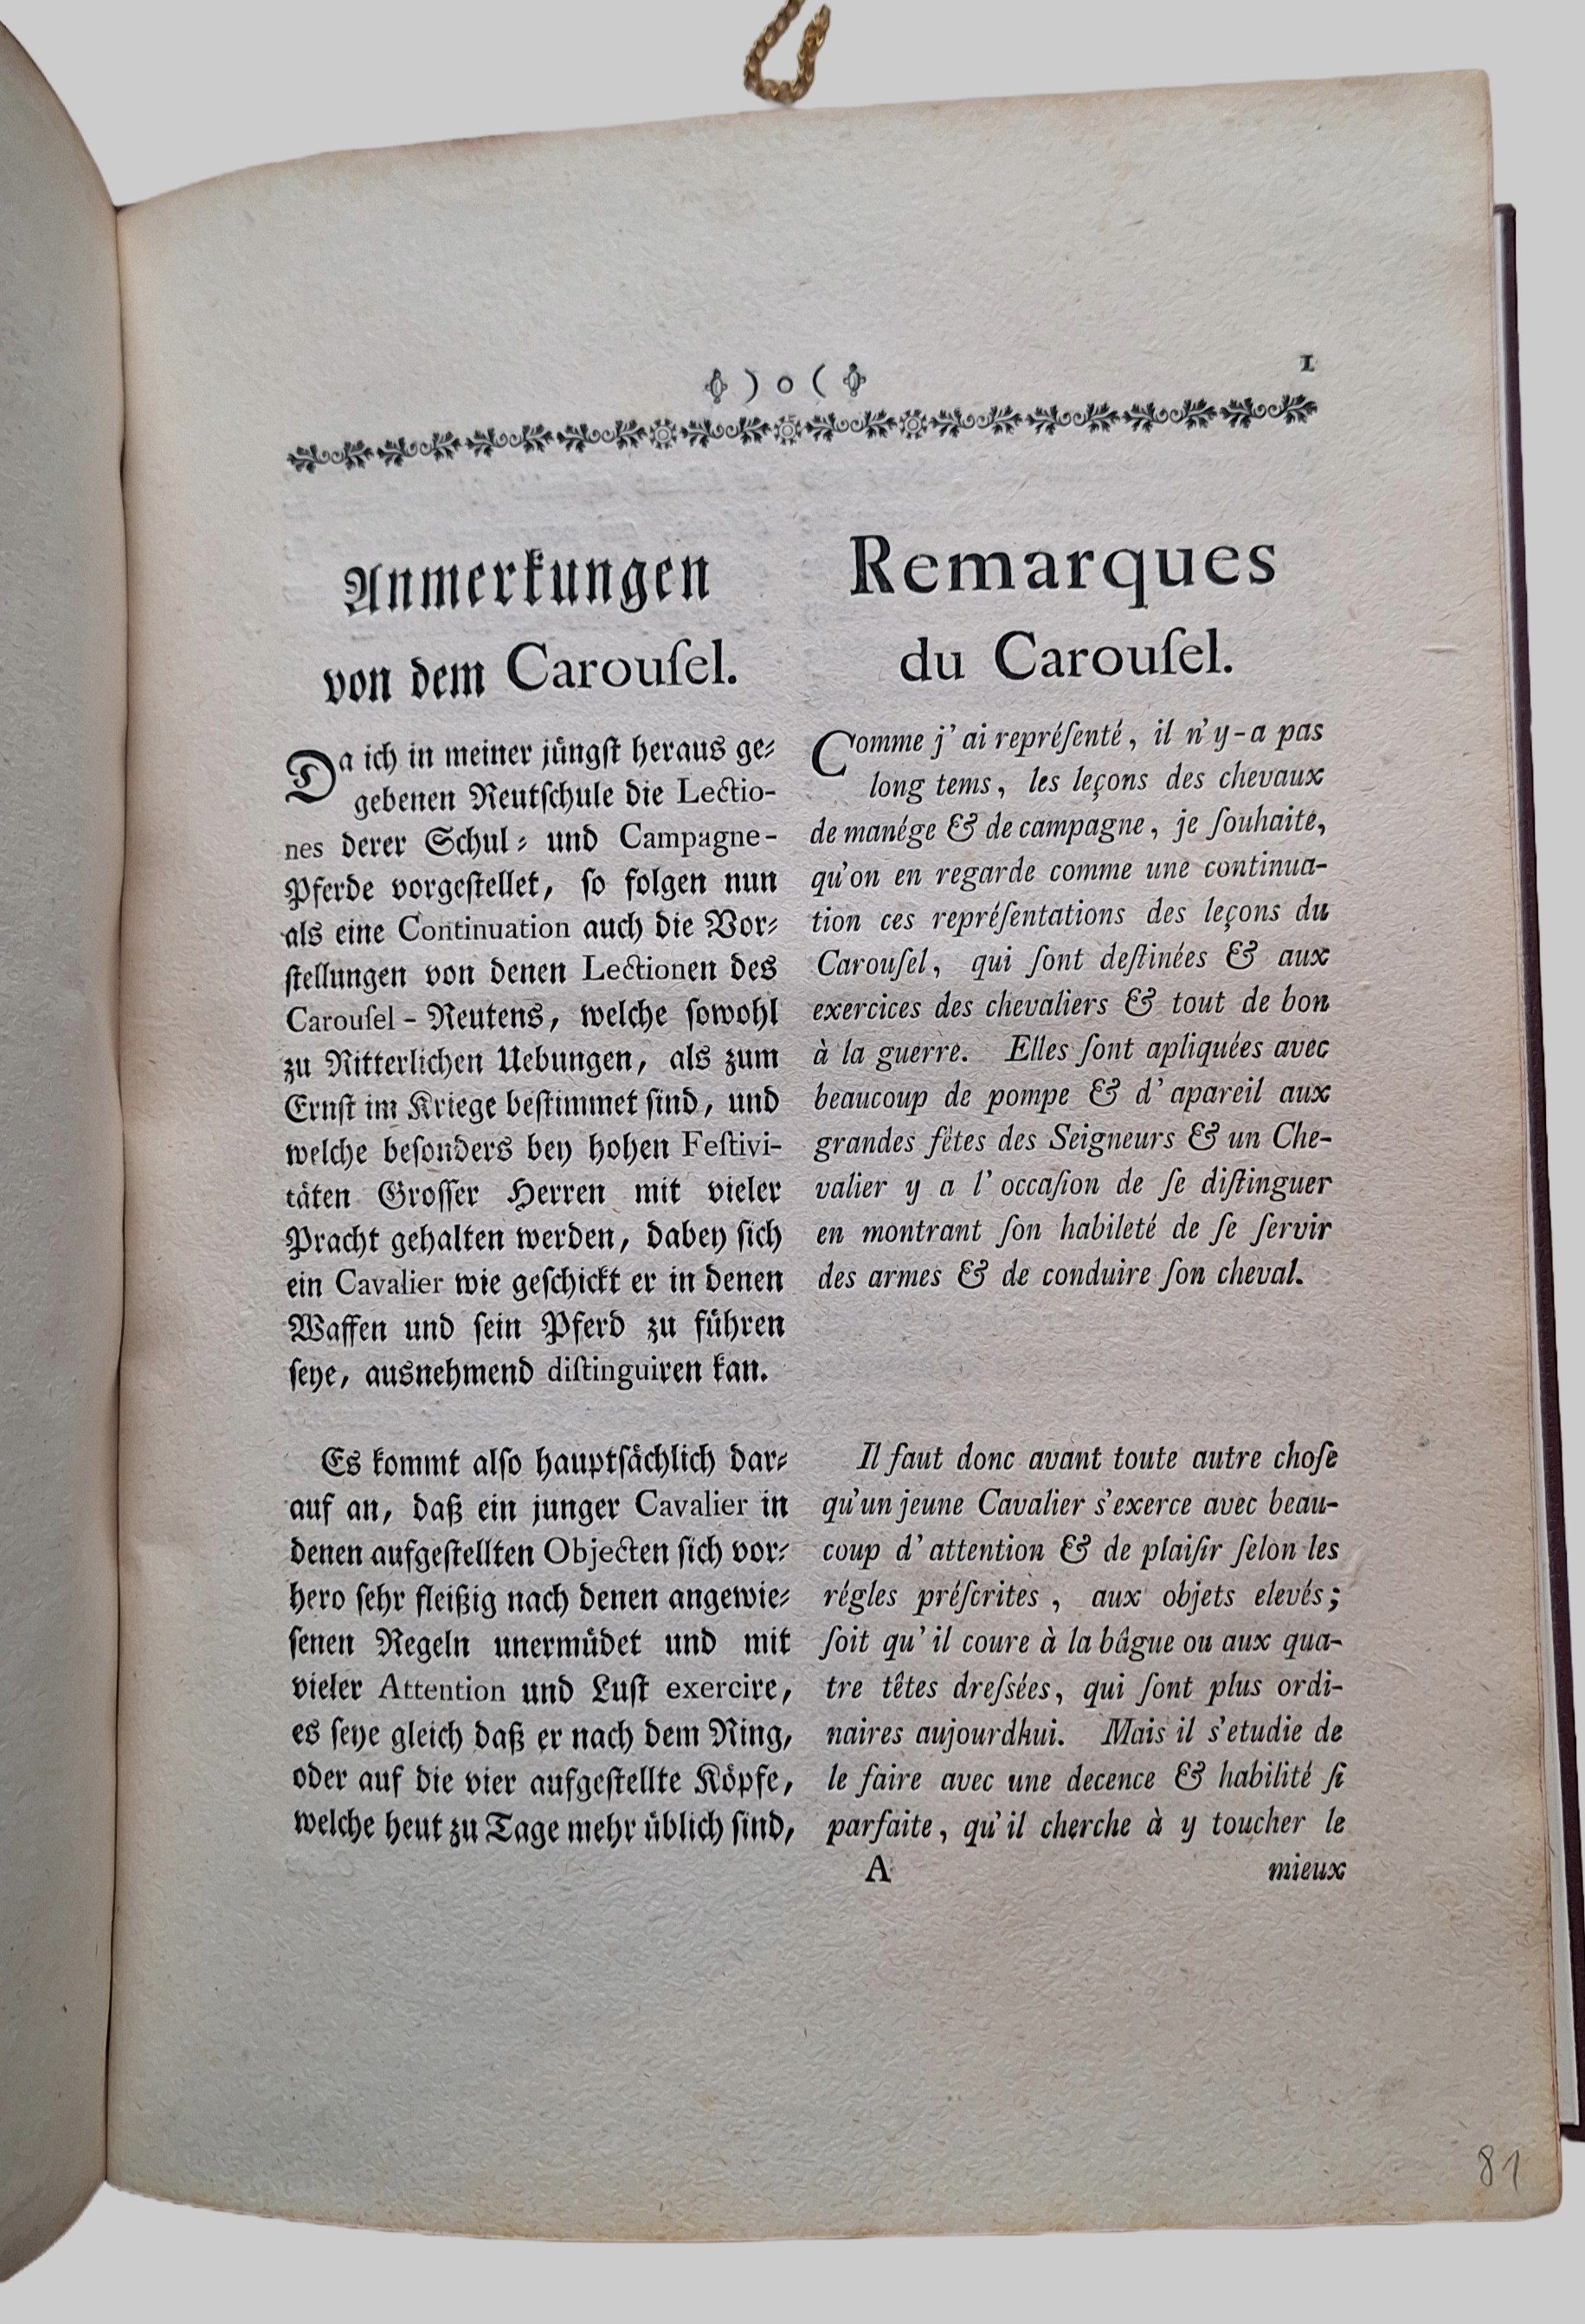 ) o ( 1
Anmerkungen
von dem Carouſel.
Da ich in meiner jüngſt heraus ge⸗
gebenen Reutſchule die Lectio-
nes derer Schul⸗ und Campagne-
Pferde vorgeſtellet, ſo folgen nun
als eine Continuation auch die Vor⸗
ſtellungen von denen Lectionen des
Carouſel-Reutens, welche ſowohl
zu Ritterlichen Uebungen, als zum
Ernſt im Kriege beſtimmet ſind, und
welche beſonders bey hohen Feſtivi-
täten Groſſer Herren mit vieler
Pracht gehalten werden, dabey ſich
ein Cavalier wie geſchickt er in denen
Waffen und ſein Pferd zu führen
ſeye, ausnehmend diſtinguiren kan.
Es kommt alſo hauptſächlich dar⸗
auf an, daß ein junger Cavalier in
denen aufgeſtellten Objecten ſich vor⸗
hero ſehr fleißig nach denen angewie⸗
ſenen Regeln unermüdet und mit
vieler Attention und Luſt exercire,
es ſeye gleich daß er nach dem Ring,
oder auf die vier aufgeſtellte Köpfe,
welche heut zu Tage mehr üblich ſind,
Remarques
du Carouſel.
Comme j' ai repréſenté, il n' y-a pas
long tems, les leçons des chevaux
de manége & de campagne, je ſouhaite,
qu'on en regarde comme une continua-
tion ces repréſentations des leçons du
Carouſel, qui ſont deſtinées & aux
exercices des chevaliers & tout de bon
à la guerre. Elles ſont apliquées avec
beaucoup de pompe & d' apareil aux
grandes fêtes des Seigneurs & un Che-
valier y a l' occaſion de ſe diſtinguer
en montrant ſon habileté de ſe ſervir
des armes & de conduire ſon cheval.
Il faut donc avant toute autre choſe
qu'un jeune Cavalier s'exerce avec beau-
coup d' attention & de plaiſir ſelon les
régles préſcrites, aux objets elevés;
ſoit qu' il coure à la bâgue ou aux qua-
tre têtes dreſsées, qui ſont plus ordi-
naires aujourdhui. Mais il s'etudie de
le faire avec une decence & habilité ſi
parfaite, qu'il cherche à y toucher le
A mieux
81